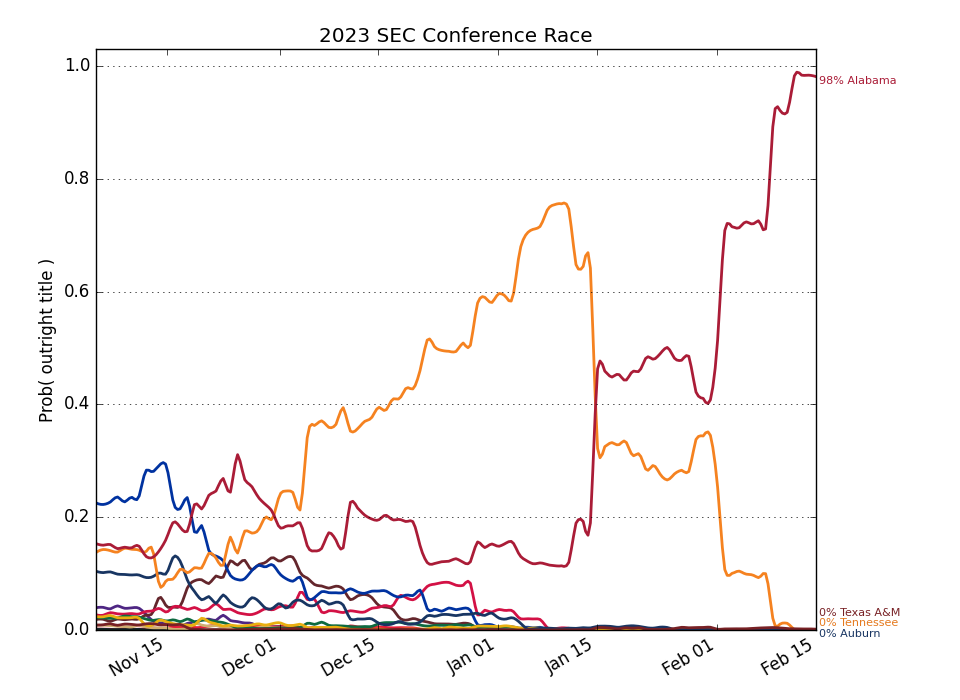 2023 SEC Conference Race
Prob( outright title )
1.0
0.8
0.6
0.4
0.2
0.0
98% Alabama
0% Texas A&M
0% Tennessee
0% Auburn
Nov 15
Dec 01
Dec 15
Jan 01
Jan 15
Feb 01
Feb 15